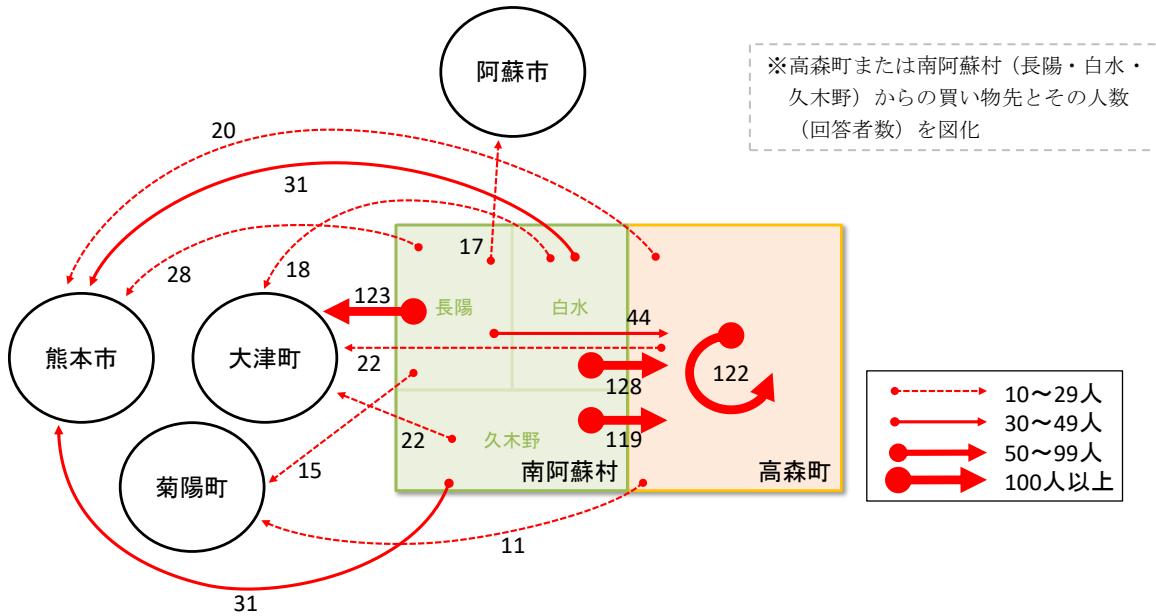 阿蘇市
※高森町または南阿蘇村（長陽・白水・
久木野）からの買い物先とその人数
（回答者数）を図化
20
31
17
28
18
123
長陽
白水
44
熊本市
大津町
22
128
122
久木野
22
119
15
菊陽町
南阿蘇村
高森町
11
31
10～29人
30～49人
50～99人
100人以上